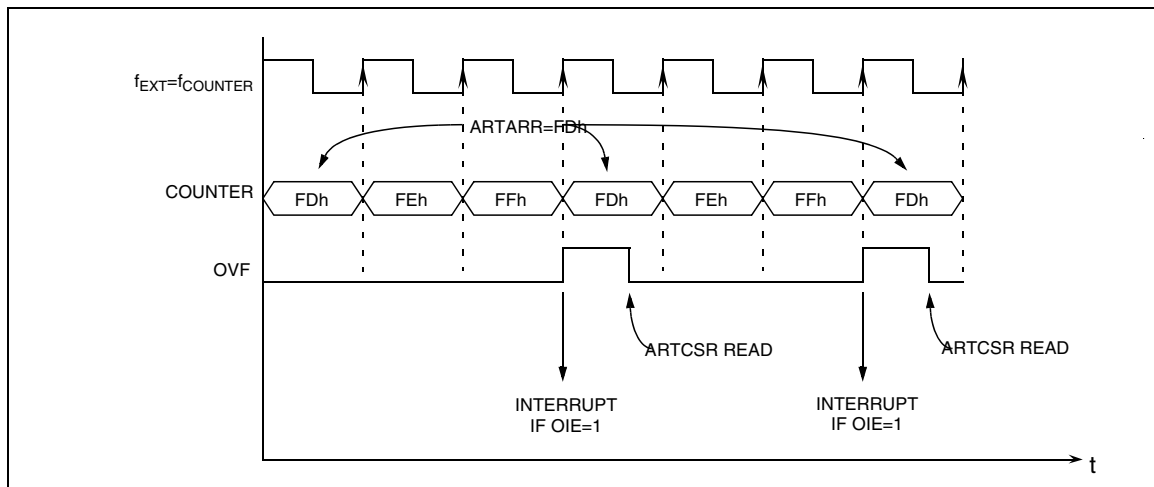 fEXT=fCOUNTER
ARTARR=FDh
COUNTER
FDh FEh FFh FDh FEh FFh FDh
OVF
ARTCSR READ
ARTCSR READ
INTERRUPT
IF OIE=1
INTERRUPT
IF OIE=1
t